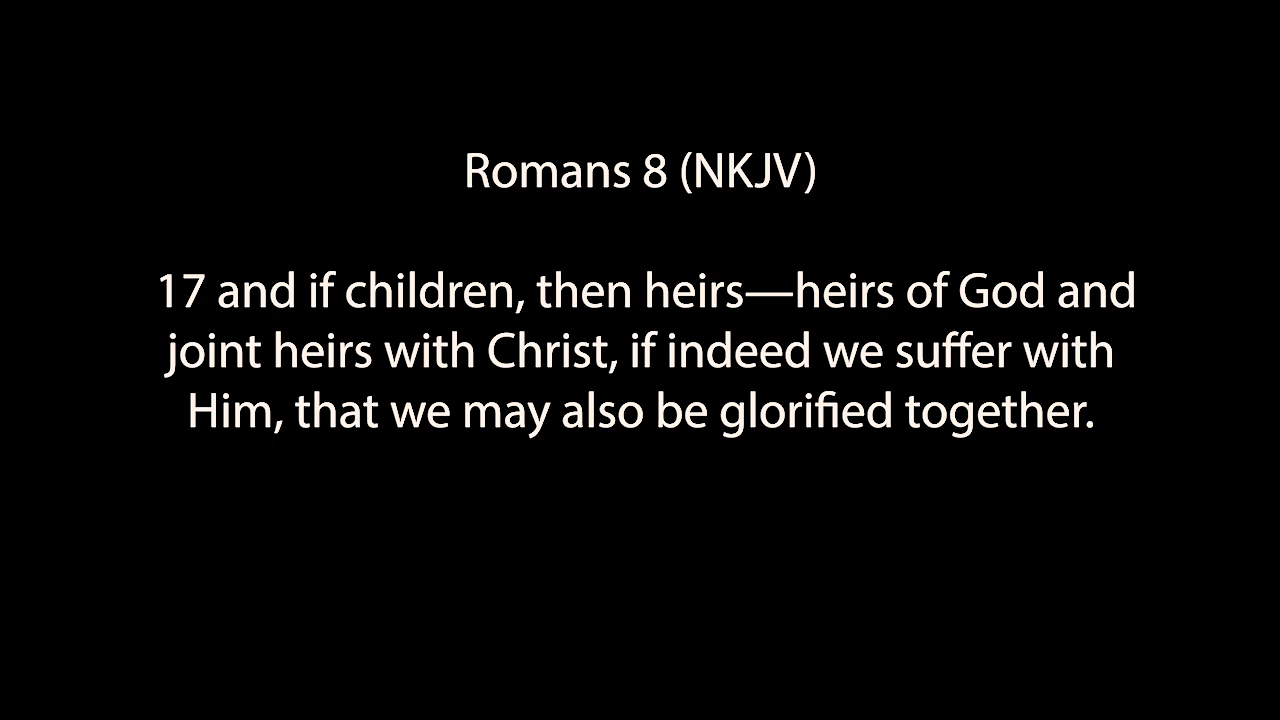 Romans 8 (NKJV)
17 and if children, then heirs—heirs of God and
joint heirs with Christ, if indeed we suffer with
Him, that we may also be glorified together.